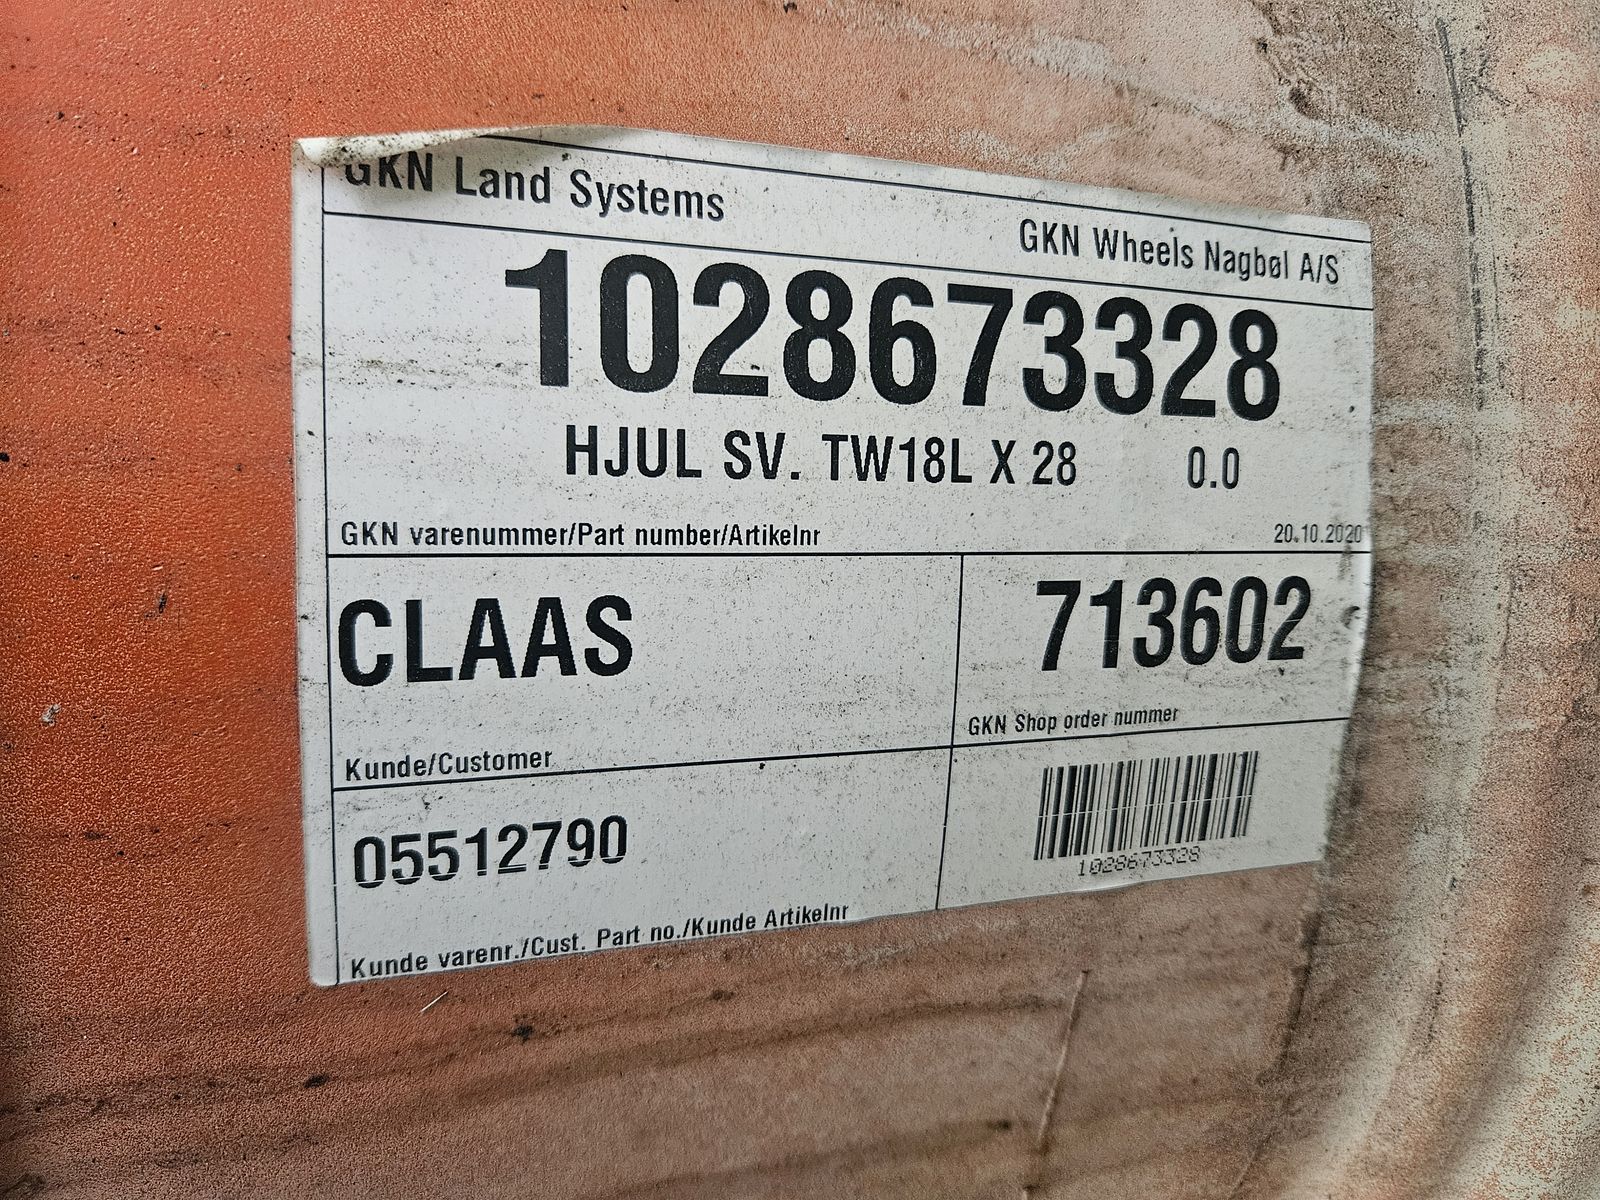 GKN Land Systems
GKN Wheels Nagbøl A/S
1028673328
HJUL SV. TW18L X 28 0.0
GKN varenummer/Part number/Artikelnr 20.10.2020
CLAAS
713602
Kunde/Customer
GKN Shop order nummer
05512790
1028673328
Kunde varenr./Cust. Part no./Kunde Artikelnr